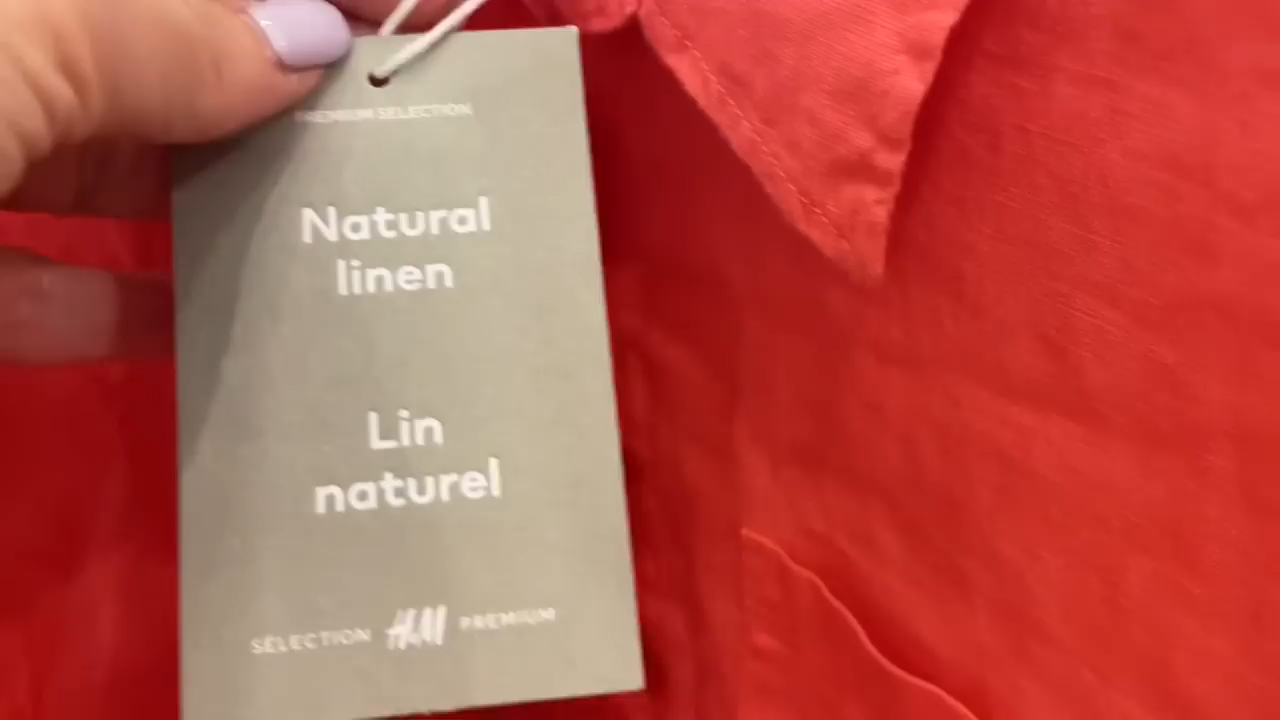 PREMIUM SELECTION
Natural
linen
Lin
naturel
SÉLECTION H&M PREMIUM